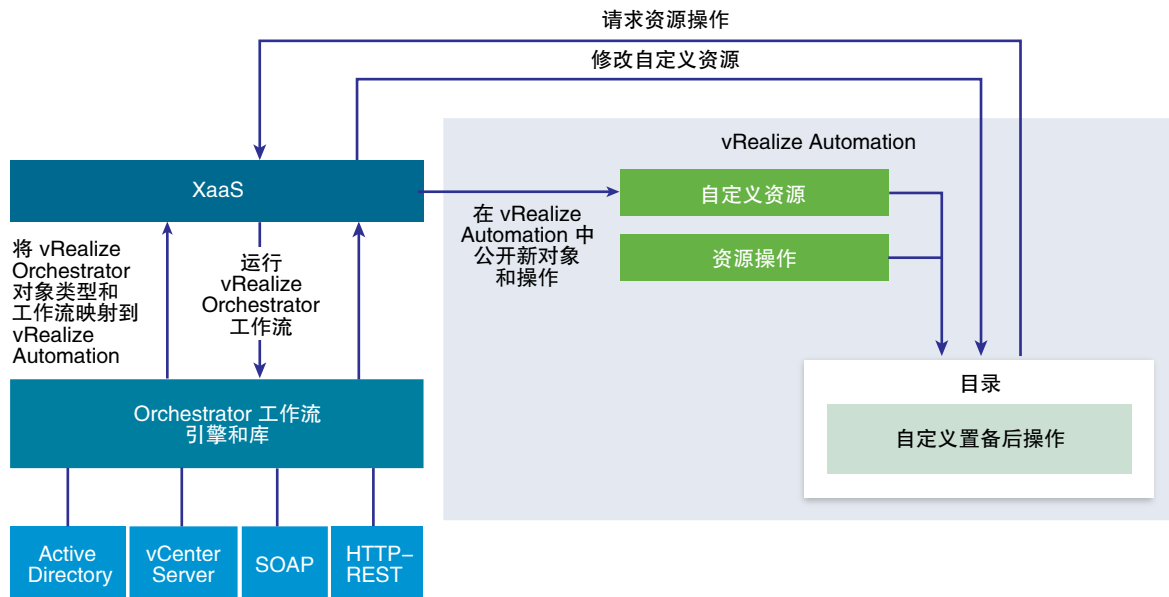 请求资源操作
修改自定义资源
vRealize Automation
XaaS
自定义资源
在 vRealize
Automation 中
公开新对象
和操作
资源操作
将 vRealize
Orchestrator
对象类型和
工作流映射到
vRealize
Automation
运行
vRealize
Orchestrator
工作流
目录
自定义置备后操作
Orchestrator 工作流
引擎和库
Active
Directory
vCenter
Server
SOAP
HTTP–
REST